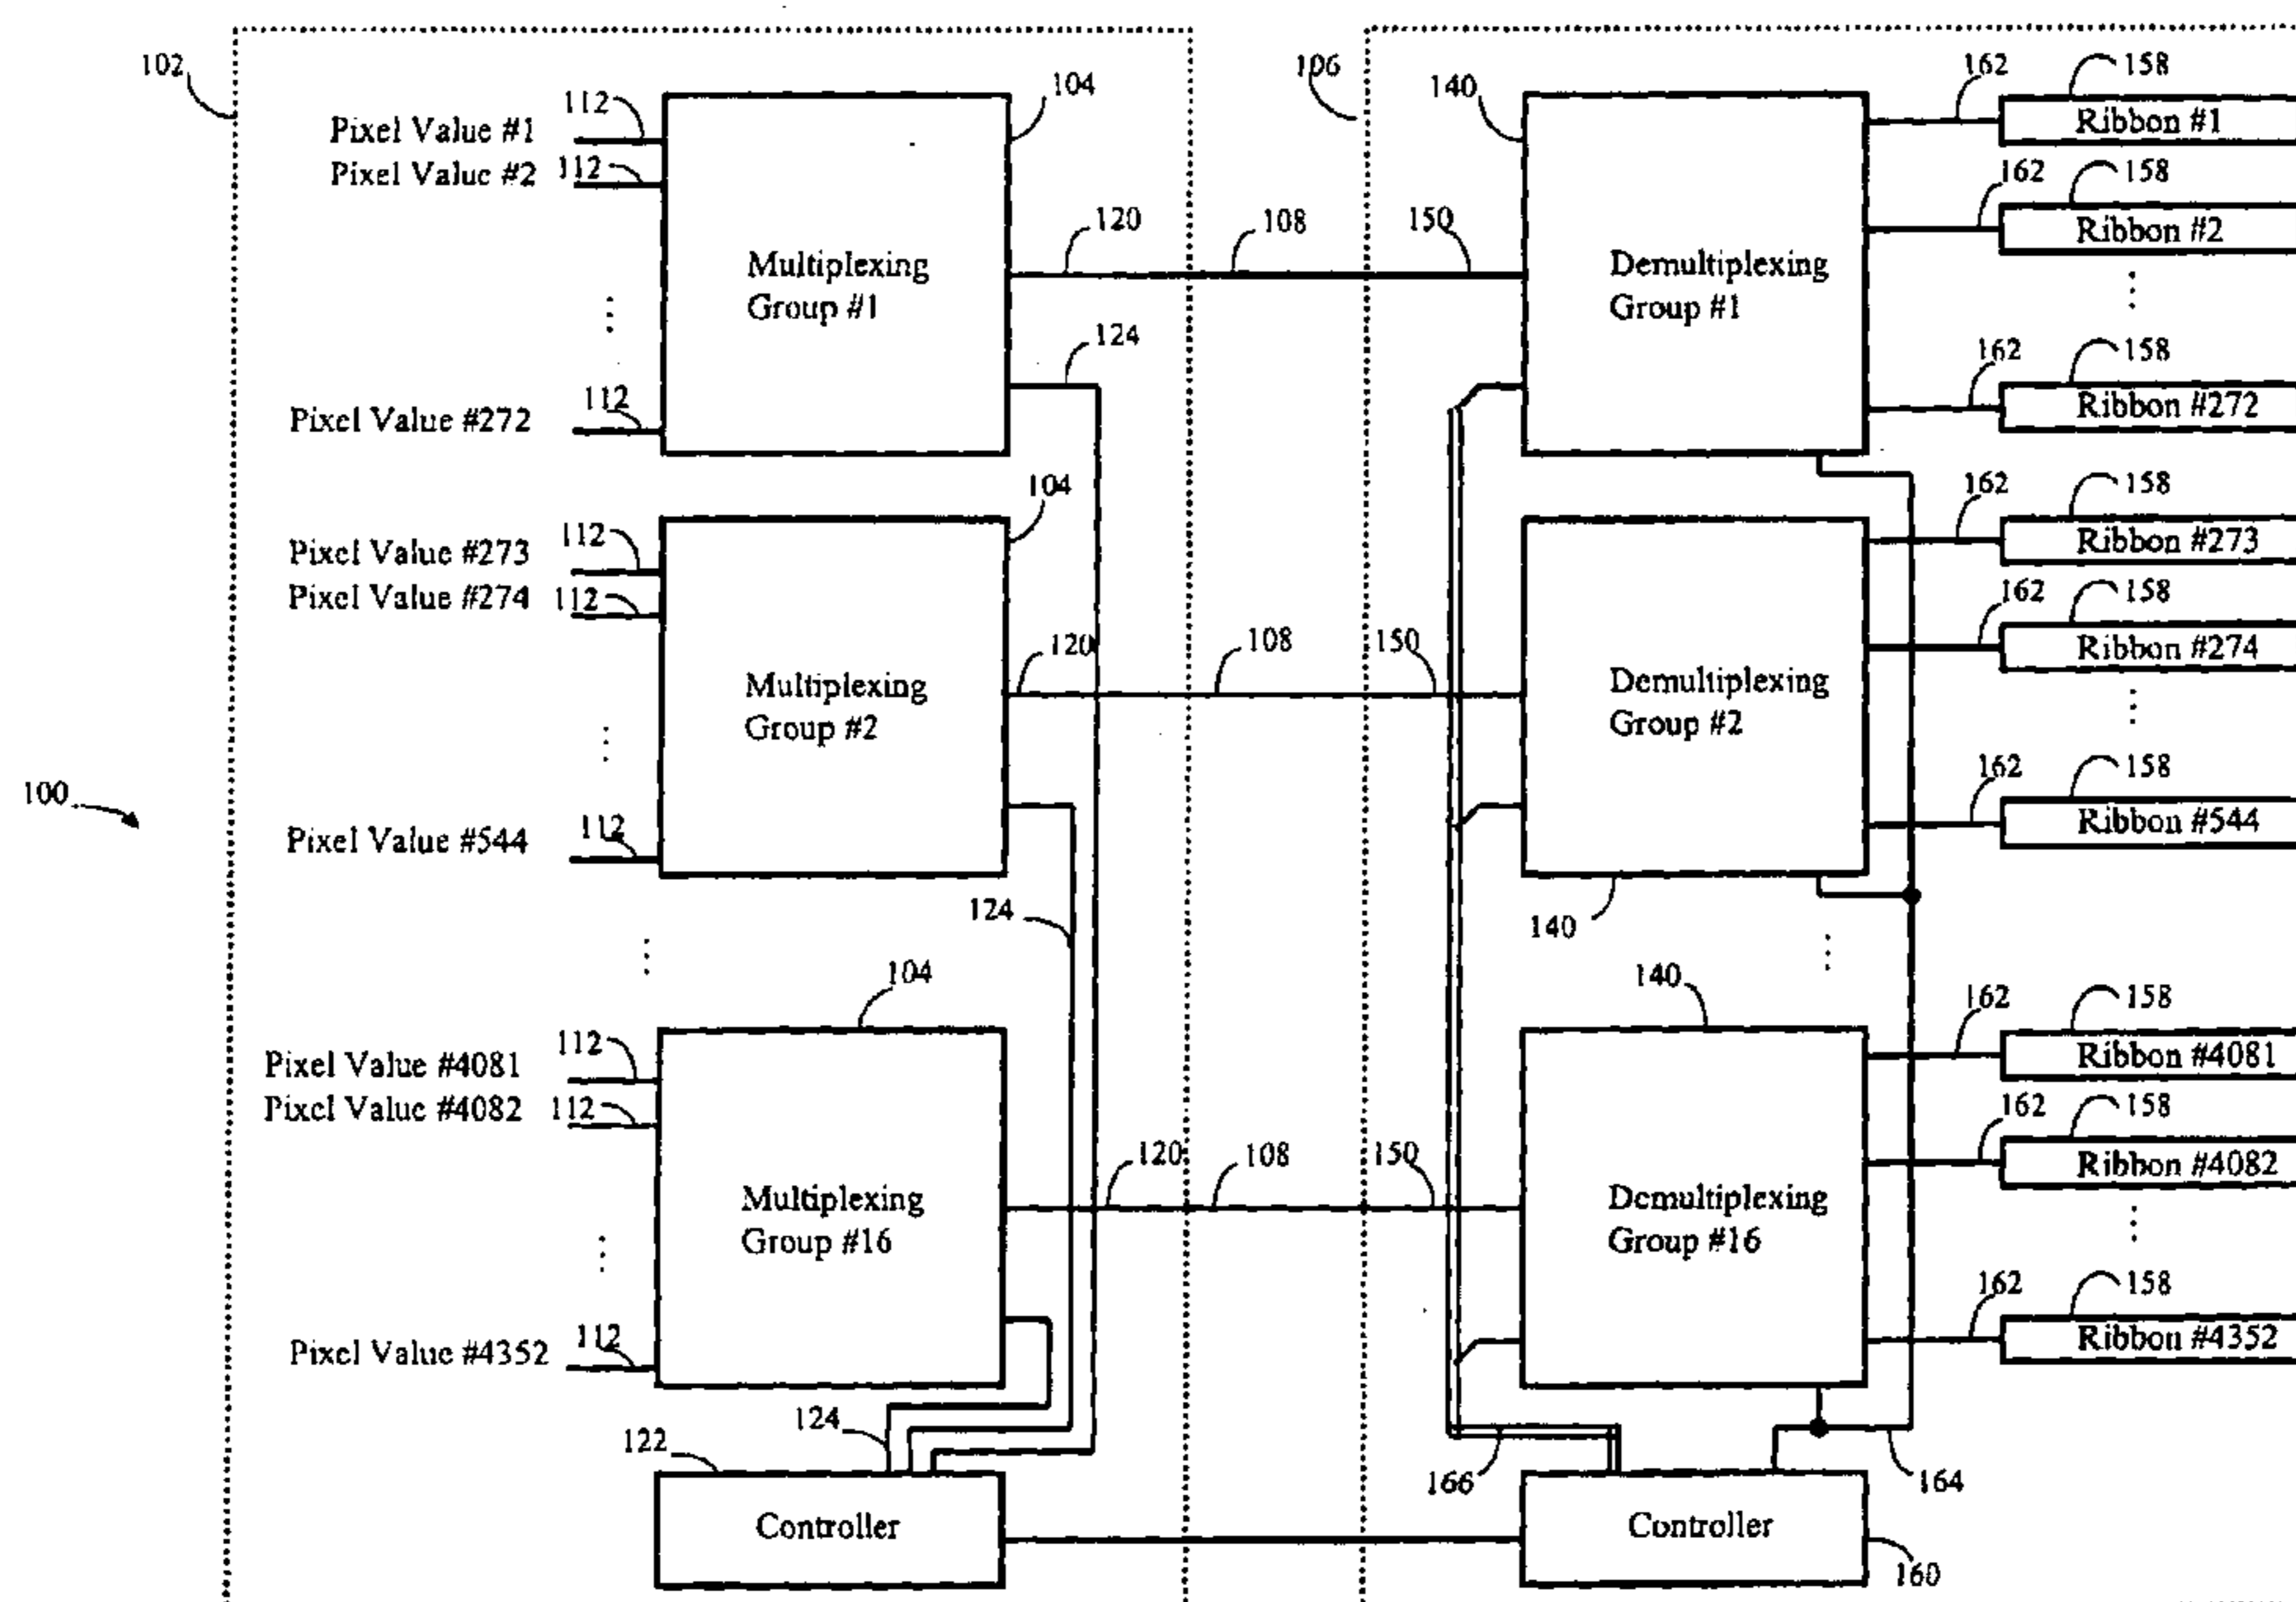 102
106
112
104
140
162
158
Pixel Value #1
Ribbon #1
Pixel Value #2
112
162
158
Ribbon #2
120
108
150
Multiplexing
Group #1
Demultiplexing
Group #1
124
162
158
Pixel Value #272
112
Ribbon #272
104
162
158
Pixel Value #273
112
Ribbon #273
Pixel Value #274
112
162
158
Ribbon #274
120
108
150
Multiplexing
Group #2
Demultiplexing
Group #2
100
162
158
Pixel Value #544
112
Ribbon #544
124
140
104
140
162
158
Pixel Value #4081
112
Ribbon #4081
Pixel Value #4082
112
162
158
Ribbon #4082
120
108
150
Multiplexing
Group #16
Demultiplexing
Group #16
162
158
Pixel Value #4352
112
Ribbon #4352
124
122
166
164
Controller
Controller
160